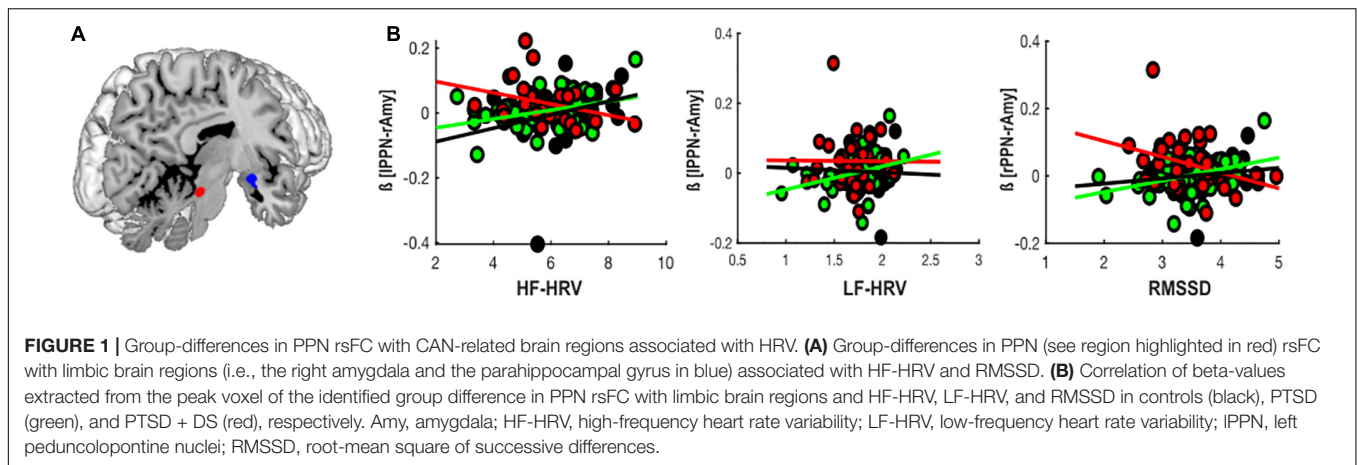 A
B
0.2
0
-0.2
-0.4
ß [lPPN-rAmy]
2 4 6 8 10
HF-HRV
0.4
0.2
0
-0.2
ß [lPPN-rAmy]
0.5 1 1.5 2 2.5 3
LF-HRV
0.4
0.2
0
-0.2
ß [rPPN-rAmy]
1 2 3 4 5
RMSSD
FIGURE 1 | Group-differences in PPN rsFC with CAN-related brain regions associated with HRV. (A) Group-differences in PPN (see region highlighted in red) rsFC
with limbic brain regions (i.e., the right amygdala and the parahippocampal gyrus in blue) associated with HF-HRV and RMSSD. (B) Correlation of beta-values
extracted from the peak voxel of the identified group difference in PPN rsFC with limbic brain regions and HF-HRV, LF-HRV, and RMSSD in controls (black), PTSD
(green), and PTSD + DS (red), respectively. Amy, amygdala; HF-HRV, high-frequency heart rate variability; LF-HRV, low-frequency heart rate variability; lPPN, left
peduncolopontine nuclei; RMSSD, root-mean square of successive differences.